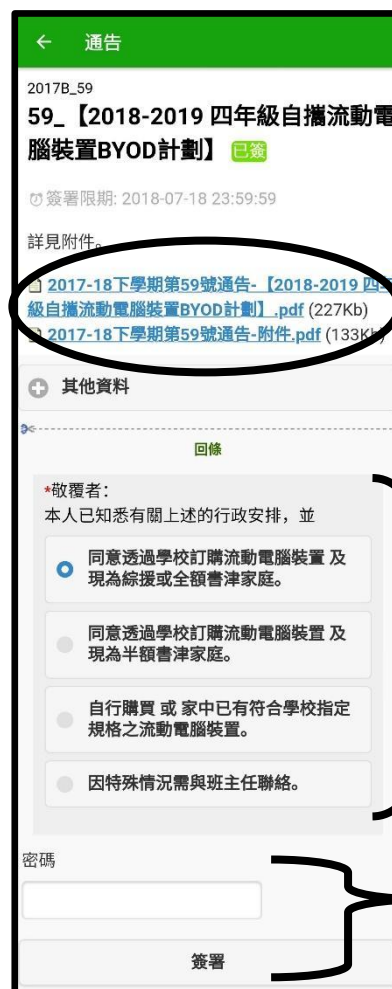 通告
2017B_59
59_【2018-2019 四年級自攜流動電
腦裝置BYOD計劃】 已簽
簽署限期: 2018-07-18 23:59:59
詳見附件。
2017-18下學期第59號通告-【2018-2019 四年
級自攜流動電腦裝置BYOD計劃】.pdf (227Kb)
2017-18下學期第59號通告-附件.pdf (133Kb)
其他資料
回條
*敬覆者：
本人已知悉有關上述的行政安排，並
同意透過學校訂購流動電腦裝置 及
現為綜援或全額書津家庭。
同意透過學校訂購流動電腦裝置 及
現為半額書津家庭。
自行購買 或 家中已有符合學校指定
規格之流動電腦裝置。
因特殊情況需與班主任聯絡。
密碼
簽署